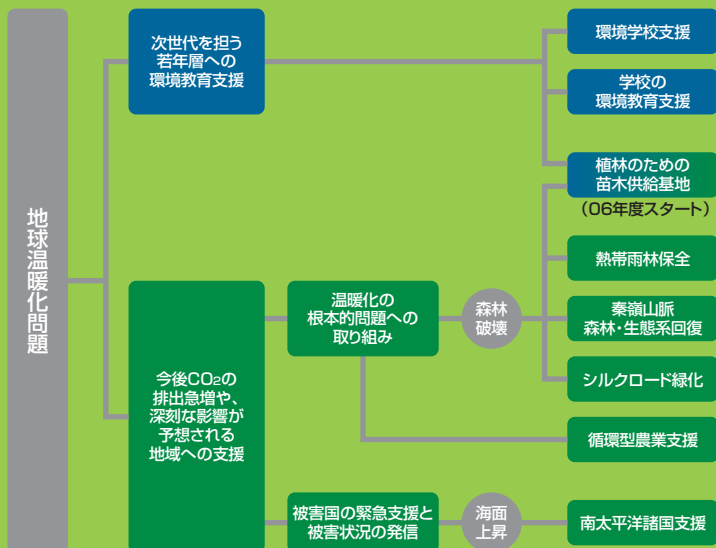 地球温暖化問題
次世代を担う
若年層への
環境教育支援
環境学校支援
学校の
環境教育支援
植林のための
苗木供給基地
(06年度スタート)
今後CO₂の
排出急増や、
深刻な影響が
予想される
地域への支援
温暖化の
根本的問題への
取り組み
森林
破壊
熱帯雨林保全
秦嶺山脈
森林・生態系回復
シルクロード緑化
循環型農業支援
被害国の緊急支援と
被害状況の発信
海面
上昇
南太平洋諸国支援